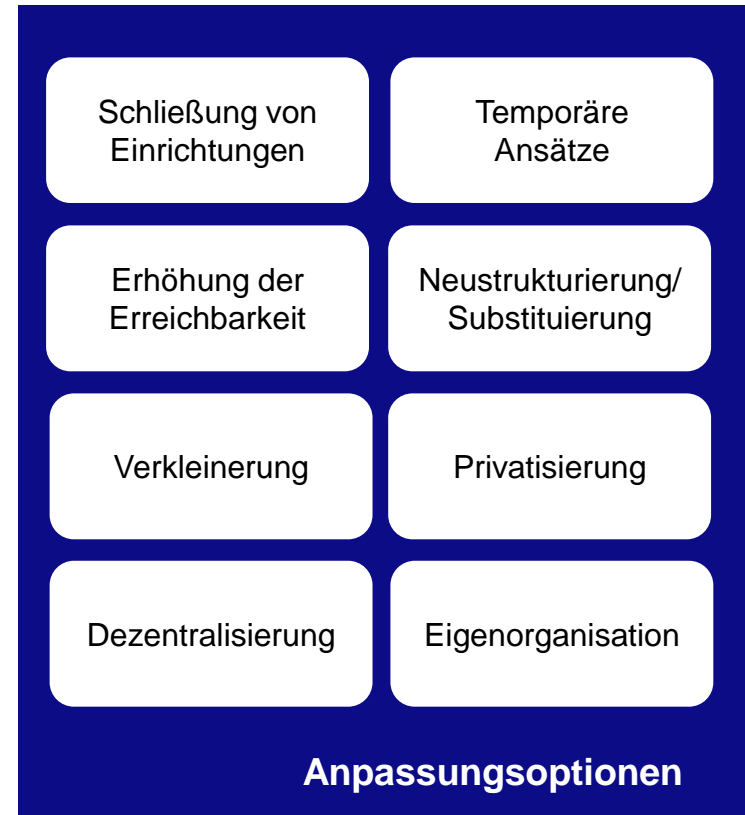 Schließung von
Einrichtungen
Temporäre
Ansätze
Erhöhung der
Erreichbarkeit
Neustrukturierung/
Substituierung
Verkleinerung
Privatisierung
Dezentralisierung
Eigenorganisation
Anpassungsoptionen